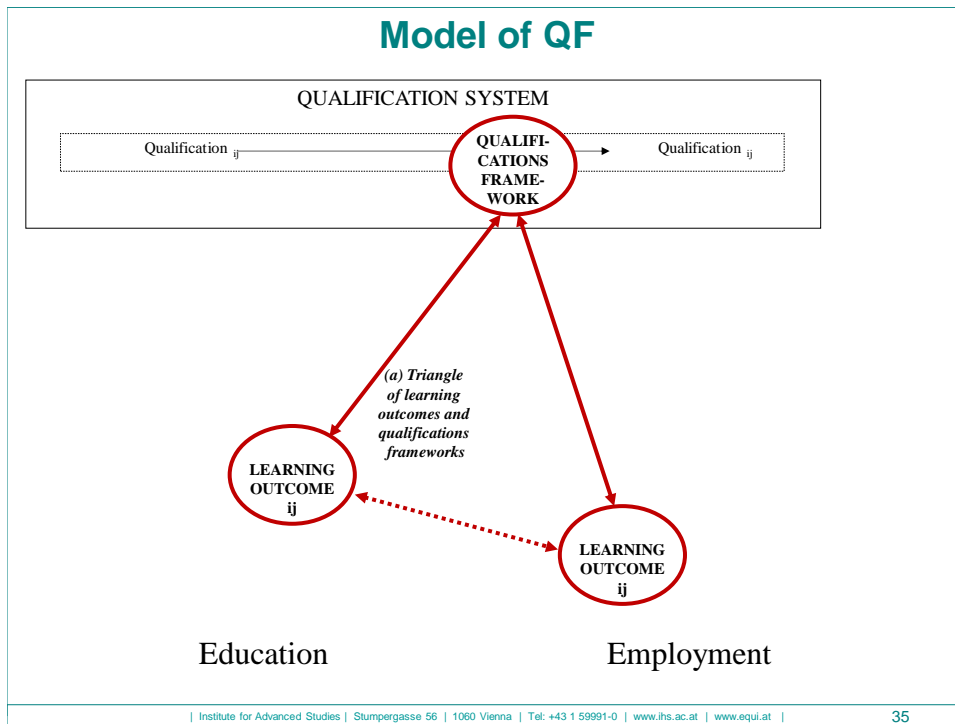 Model of QF
QUALIFICATION SYSTEM
Qualification ij
QUALIFI-
CATIONS
FRAME-
WORK
Qualification ij
(a) Triangle
of learning
outcomes and
qualifications
frameworks
LEARNING
OUTCOME
ij
LEARNING
OUTCOME
ij
Education
Employment
| Institute for Advanced Studies | Stumpergasse 56 | 1060 Vienna | Tel: +43 1 59991-0 | www.ihs.ac.at | www.equi.at |
35